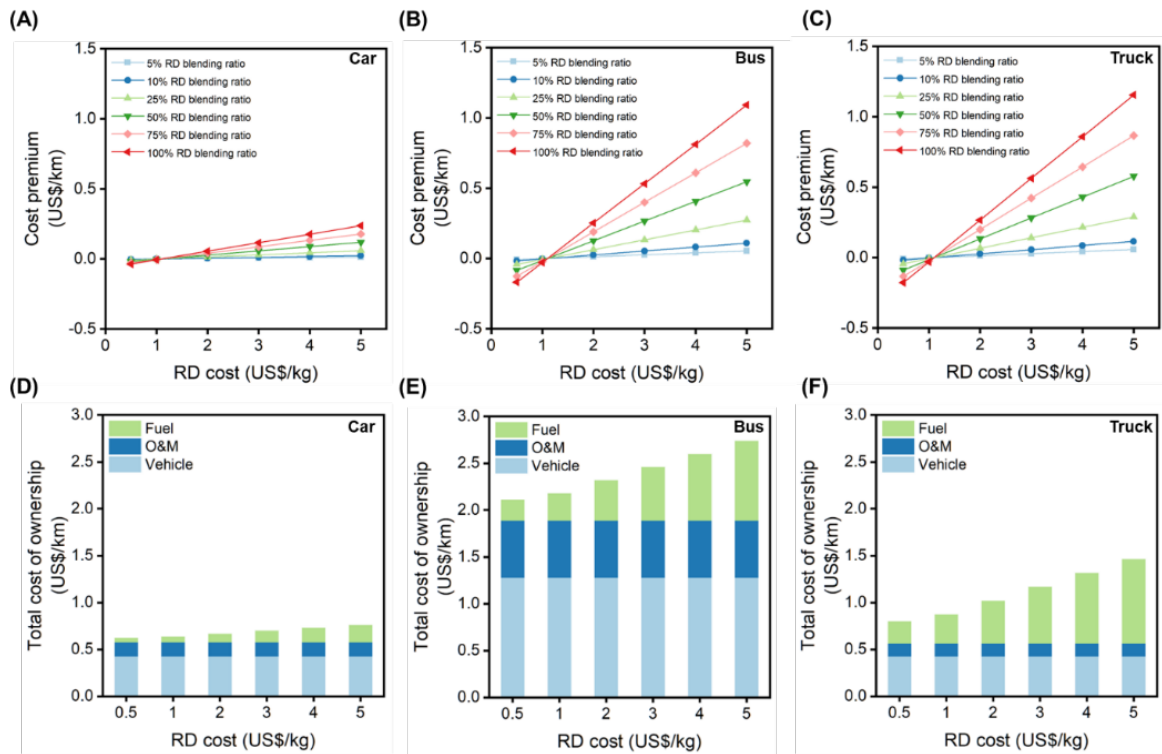 (A)
Car
5% RD blending ratio
10% RD blending ratio
25% RD blending ratio
50% RD blending ratio
75% RD blending ratio
100% RD blending ratio
1.5
1.0
0.5
0.0
-0.5
Cost premium
(US$/km)
0 1 2 3 4 5
RD cost (US$/kg)
(B)
Bus
5% RD blending ratio
10% RD blending ratio
25% RD blending ratio
50% RD blending ratio
75% RD blending ratio
100% RD blending ratio
1.5
1.0
0.5
0.0
-0.5
Cost premium
(US$/km)
0 1 2 3 4 5
RD cost (US$/kg)
(C)
Truck
5% RD blending ratio
10% RD blending ratio
25% RD blending ratio
50% RD blending ratio
75% RD blending ratio
100% RD blending ratio
1.5
1.0
0.5
0.0
-0.5
Cost premium
(US$/km)
0 1 2 3 4 5
RD cost (US$/kg)
(D)
Car
Fuel
O&M
Vehicle
3.0
2.5
2.0
1.5
1.0
0.5
0.0
Total cost of ownership
(US$/km)
0.5 1 2 3 4 5
RD cost (US$/kg)
(E)
Bus
Fuel
O&M
Vehicle
3.0
2.5
2.0
1.5
1.0
0.5
0.0
Total cost of ownership
(US$/km)
0.5 1 2 3 4 5
RD cost (US$/kg)
(F)
Truck
Fuel
O&M
Vehicle
3.0
2.5
2.0
1.5
1.0
0.5
0.0
Total cost of ownership
(US$/km)
0.5 1 2 3 4 5
RD cost (US$/kg)